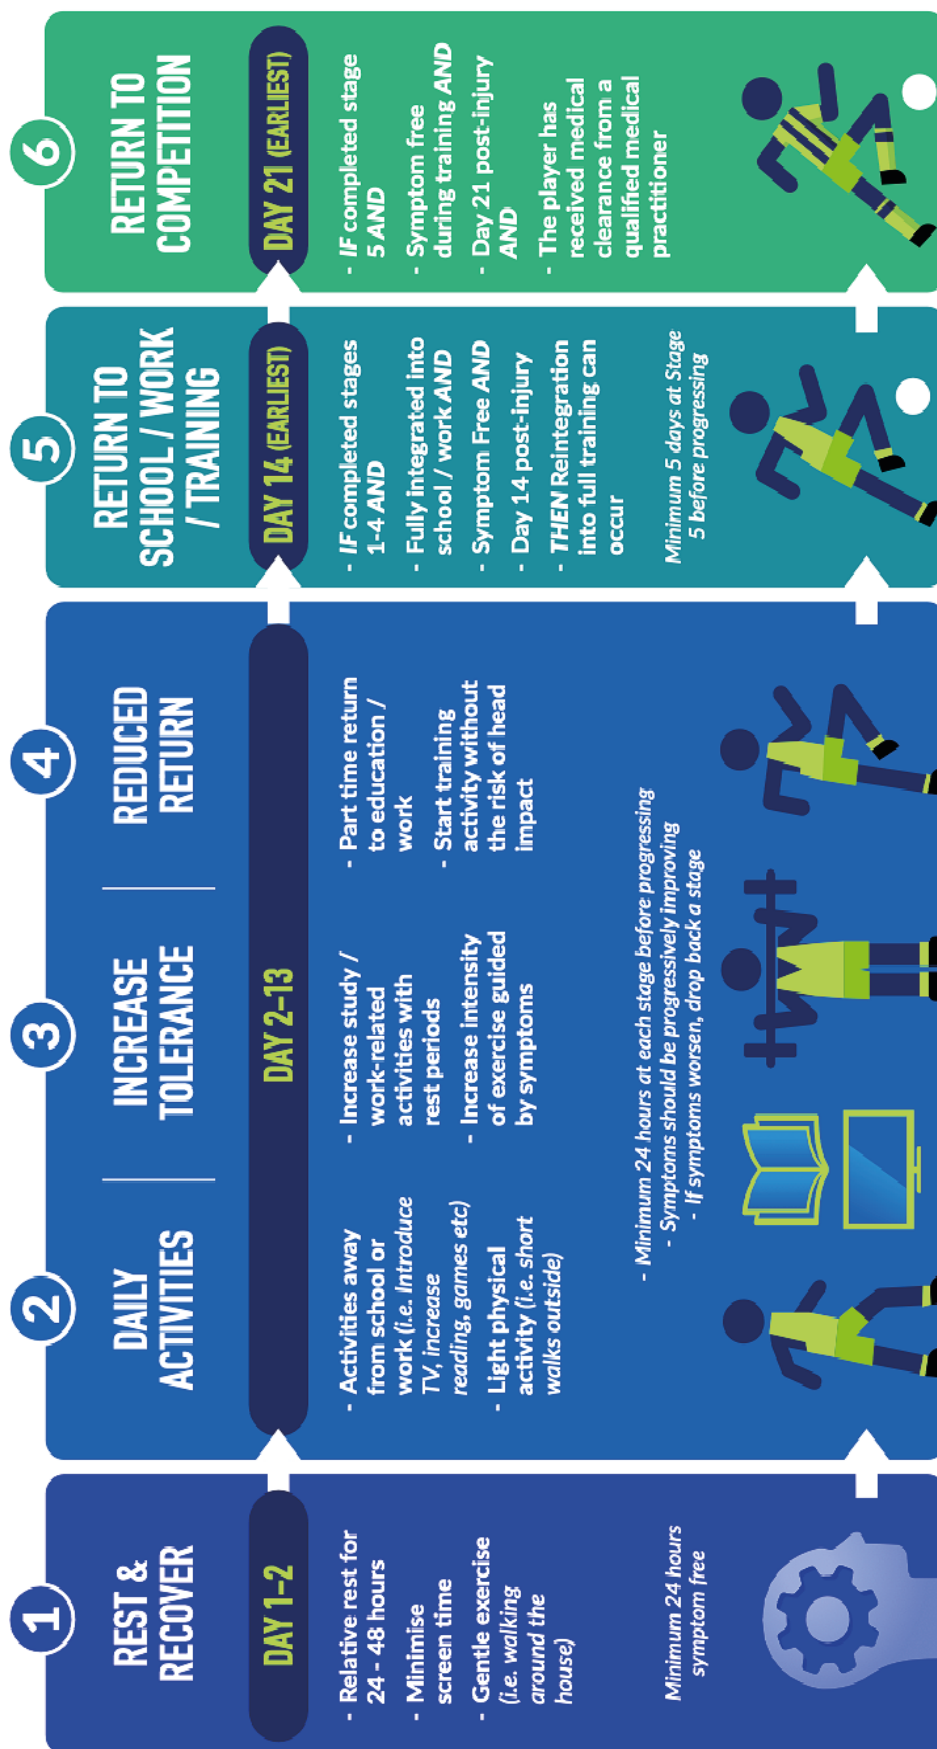 1
REST &
RECOVER
DAY 1–2
- Relative rest for
24 - 48 hours
- Minimise
screen time
- Gentle exercise
(i.e. walking
around the
house)
Minimum 24 hours
symptom free
2
DAILY
ACTIVITIES
3
INCREASE
TOLERANCE
4
REDUCED
RETURN
DAY 2–13
- Activities away
from school or
work (i.e. Introduce
TV, increase
reading, games etc)
- Light physical
activity (i.e. short
walks outside)
- Increase study /
work-related
activities with
rest periods
- Increase intensity
of exercise guided
by symptoms
- Part time return
to education /
work
- Start training
activity without
the risk of head
impact
- Minimum 24 hours at each stage before progressing
- Symptoms should be progressively improving
- If symptoms worsen, drop back a stage
5
RETURN TO
SCHOOL / WORK
/ TRAINING
DAY 14 (EARLIEST)
- IF completed stages
1-4 AND
- Fully integrated into
school / work AND
- Symptom Free AND
- Day 14 post-injury
- THEN Reintegration
into full training can
occur
Minimum 5 days at Stage
5 before progressing
6
RETURN TO
COMPETITION
DAY 21 (EARLIEST)
- IF completed stage
5 AND
- Symptom free
during training AND
- Day 21 post-injury
AND
- The player has
received medical
clearance from a
qualified medical
practitioner